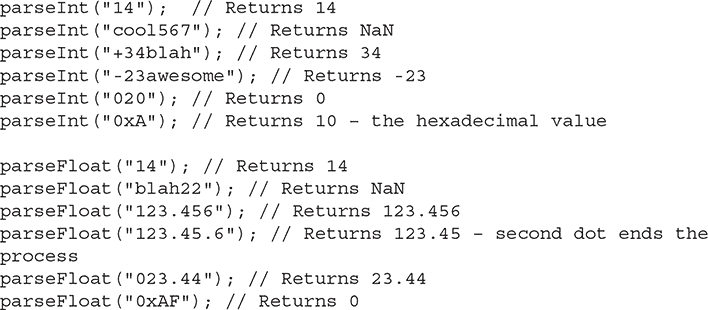 parseInt("14");  // Returns 14
parseInt("cool567"); // Returns NaN
parseInt("+34blah"); // Returns 34
parseInt("-23awesome"); // Returns -23
parseInt("020"); // Returns 0
parseInt("0xA"); // Returns 10 – the hexadecimal value

parseFloat("14"); // Returns 14
parseFloat("blah22"); // Returns NaN
parseFloat("123.456"); // Returns 123.456
parseFloat("123.45.6"); // Returns 123.45 – second dot ends the
process
parseFloat("023.44"); // Returns 23.44
parseFloat("0xAF"); // Returns 0